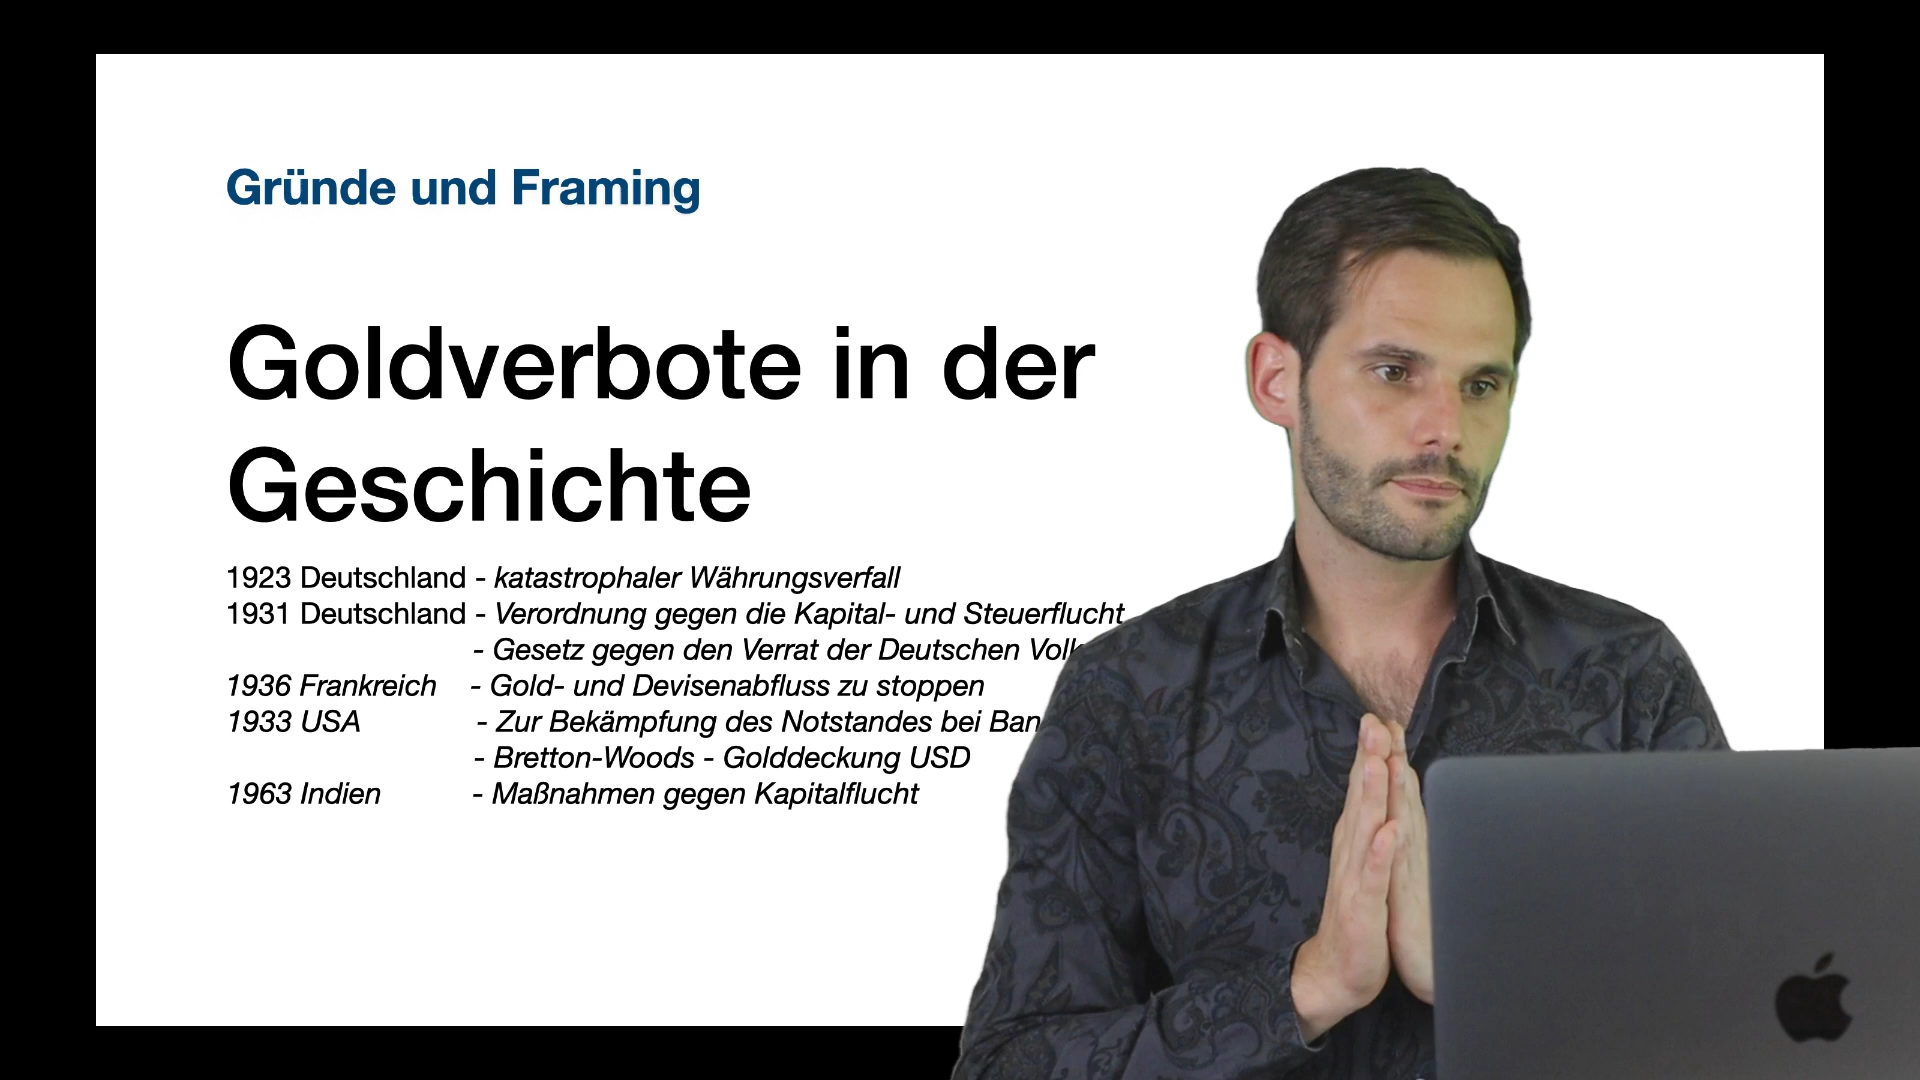 Gründe und Framing
Goldverbote in der
Geschichte
1923 Deutschland - katastrophaler Währungsverfall
1931 Deutschland - Verordnung gegen die Kapital- und Steuerflucht
- Gesetz gegen den Verrat der Deutschen
1936 Frankreich - Gold- und Devisenabfluss zu stoppen
1933 USA - Zur Bekämpfung des Notstandes bei
- Bretton-Woods - Golddeckung USD
1963 Indien - Maßnahmen gegen Kapitalflucht